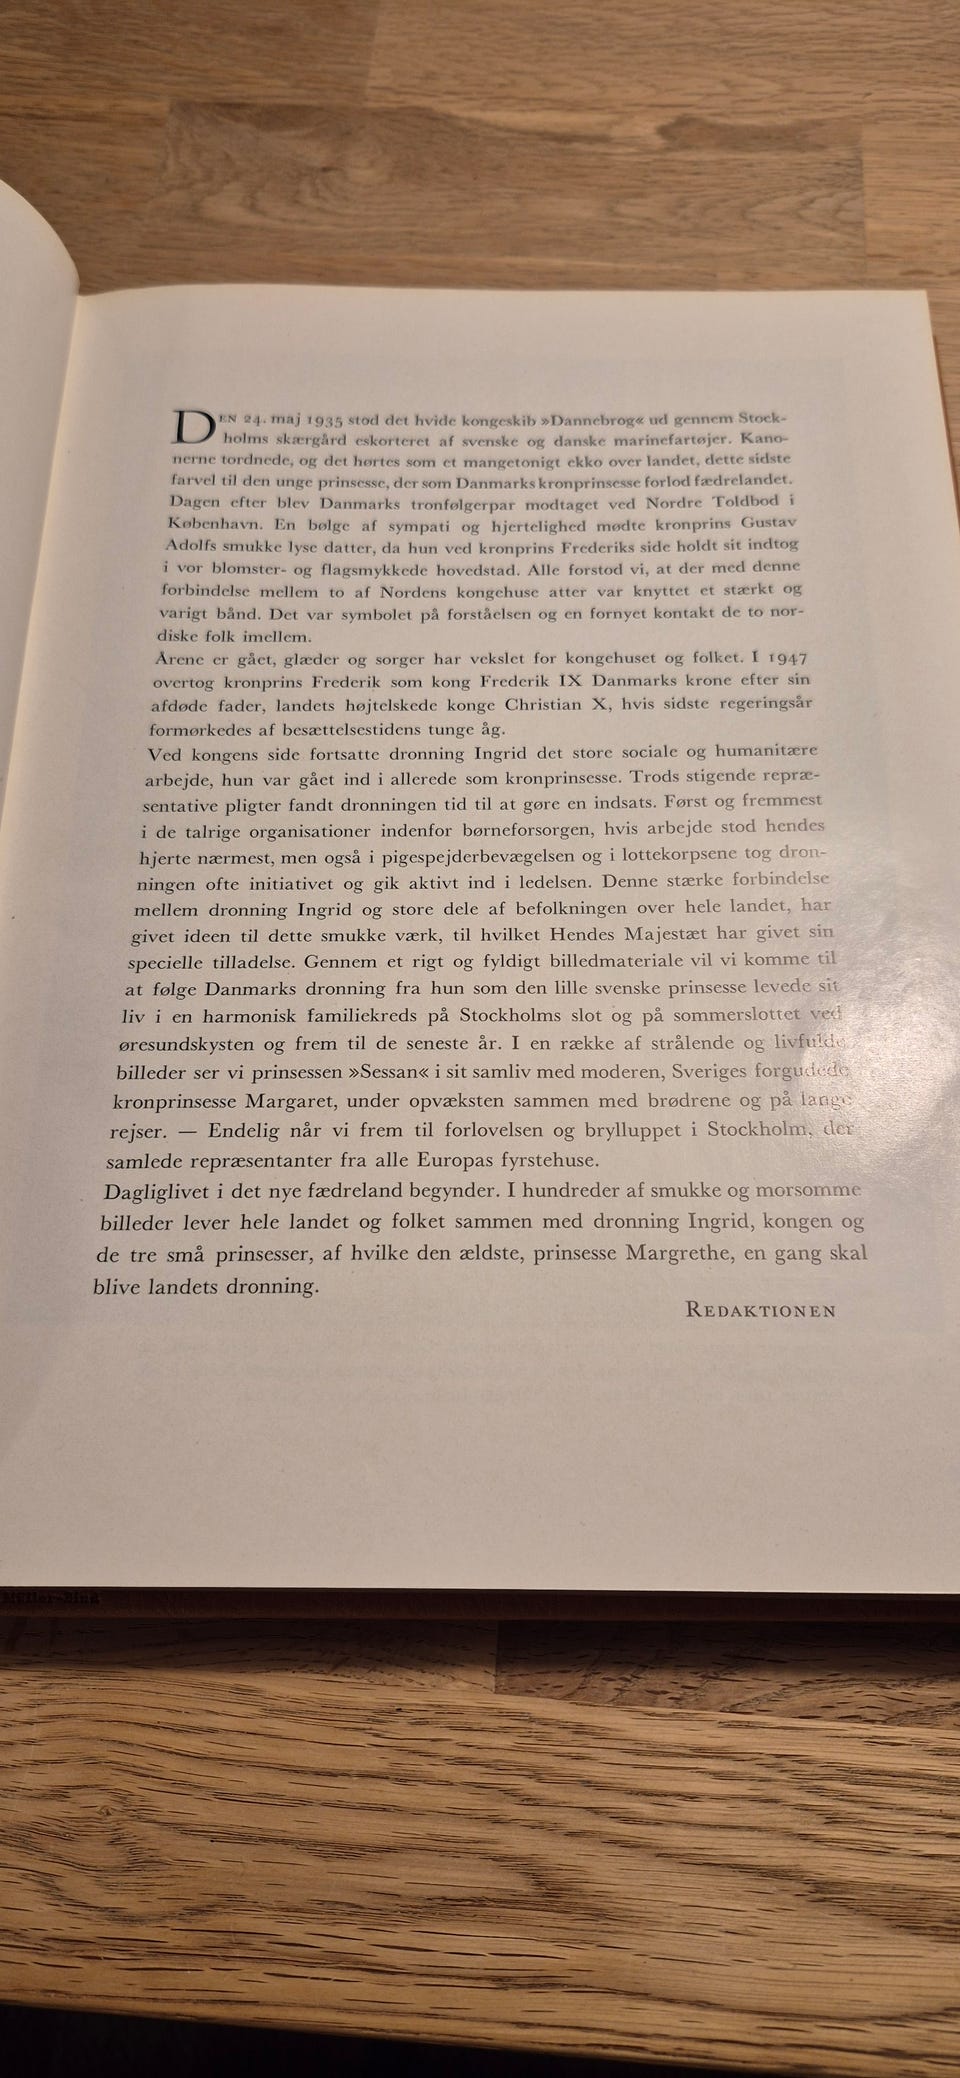 DEN 24. maj 1935 stod det hvide kongeskib »Dannebrog« ud gennem Stock-
holms skærgård eskorteret af svenske og danske marinefartøjer. Kano-
nerne tordnede, og det hørtes som et mangetonigt ekko over landet, dette sidste
farvel til den unge prinsesse, der som Danmarks kronprinsesse forlod fædrelandet.
Dagen efter blev Danmarks tronfølgerpar modtaget ved Nordre Toldbod i
København. En bølge af sympati og hjertelighed mødte kronprins Gustav
Adolfs smukke lyse datter, da hun ved kronprins Frederiks side holdt sit indtog
i vor blomster- og flagsmykkede hovedstad. Alle forstod vi, at der med denne
forbindelse mellem to af Nordens kongehuse atter var knyttet et stærkt og
varigt bånd. Det var symbolet på forståelsen og en fornyet kontakt de to nor-
diske folk imellem.
Årene er gået, glæder og sorger har vekslet for kongehuset og folket. I 1947
overtog kronprins Frederik som kong Frederik IX Danmarks krone efter sin
afdøde fader, landets højtelskede konge Christian X, hvis sidste regeringsår
formørkedes af besættelsestidens tunge åg.
Ved kongens side fortsatte dronning Ingrid det store sociale og humanitære
arbejde, hun var gået ind i allerede som kronprinsesse. Trods stigende repræ-
sentative pligter fandt dronningen tid til at gøre en indsats. Først og fremmest
i de talrige organisationer indenfor børneforsorgen, hvis arbejde stod hendes
hjerte nærmest, men også i pigespejderbevægelsen og i lottekorpsene tog dron-
ningen ofte initiativet og gik aktivt ind i ledelsen. Denne stærke forbindelse
mellem dronning Ingrid og store dele af befolkningen over hele landet, har
givet ideen til dette smukke værk, til hvilket Hendes Majestæt har givet sin
specielle tilladelse. Gennem et rigt og fyldigt billedmateriale vil vi komme til
at følge Danmarks dronning fra hun som den lille svenske prinsesse levede sit
liv i en harmonisk familiekreds på Stockholms slot og på sommerslottet ved
øresundskysten og frem til de seneste år. I en række af strålende og livfulde
billeder ser vi prinsessen »Sessan« i sit samliv med moderen, Sveriges forgudede
kronprinsesse Margaret, under opvæksten sammen med brødrene og på lange
rejser. — Endelig når vi frem til forlovelsen og brylluppet i Stockholm, der
samlede repræsentanter fra alle Europas fyrstehuse.
Dagliglivet i det nye fædreland begynder. I hundreder af smukke og morsomme
billeder lever hele landet og folket sammen med dronning Ingrid, kongen og
de tre små prinsesser, af hvilke den ældste, prinsesse Margrethe, en gang skal
blive landets dronning.
REDAKTIONEN